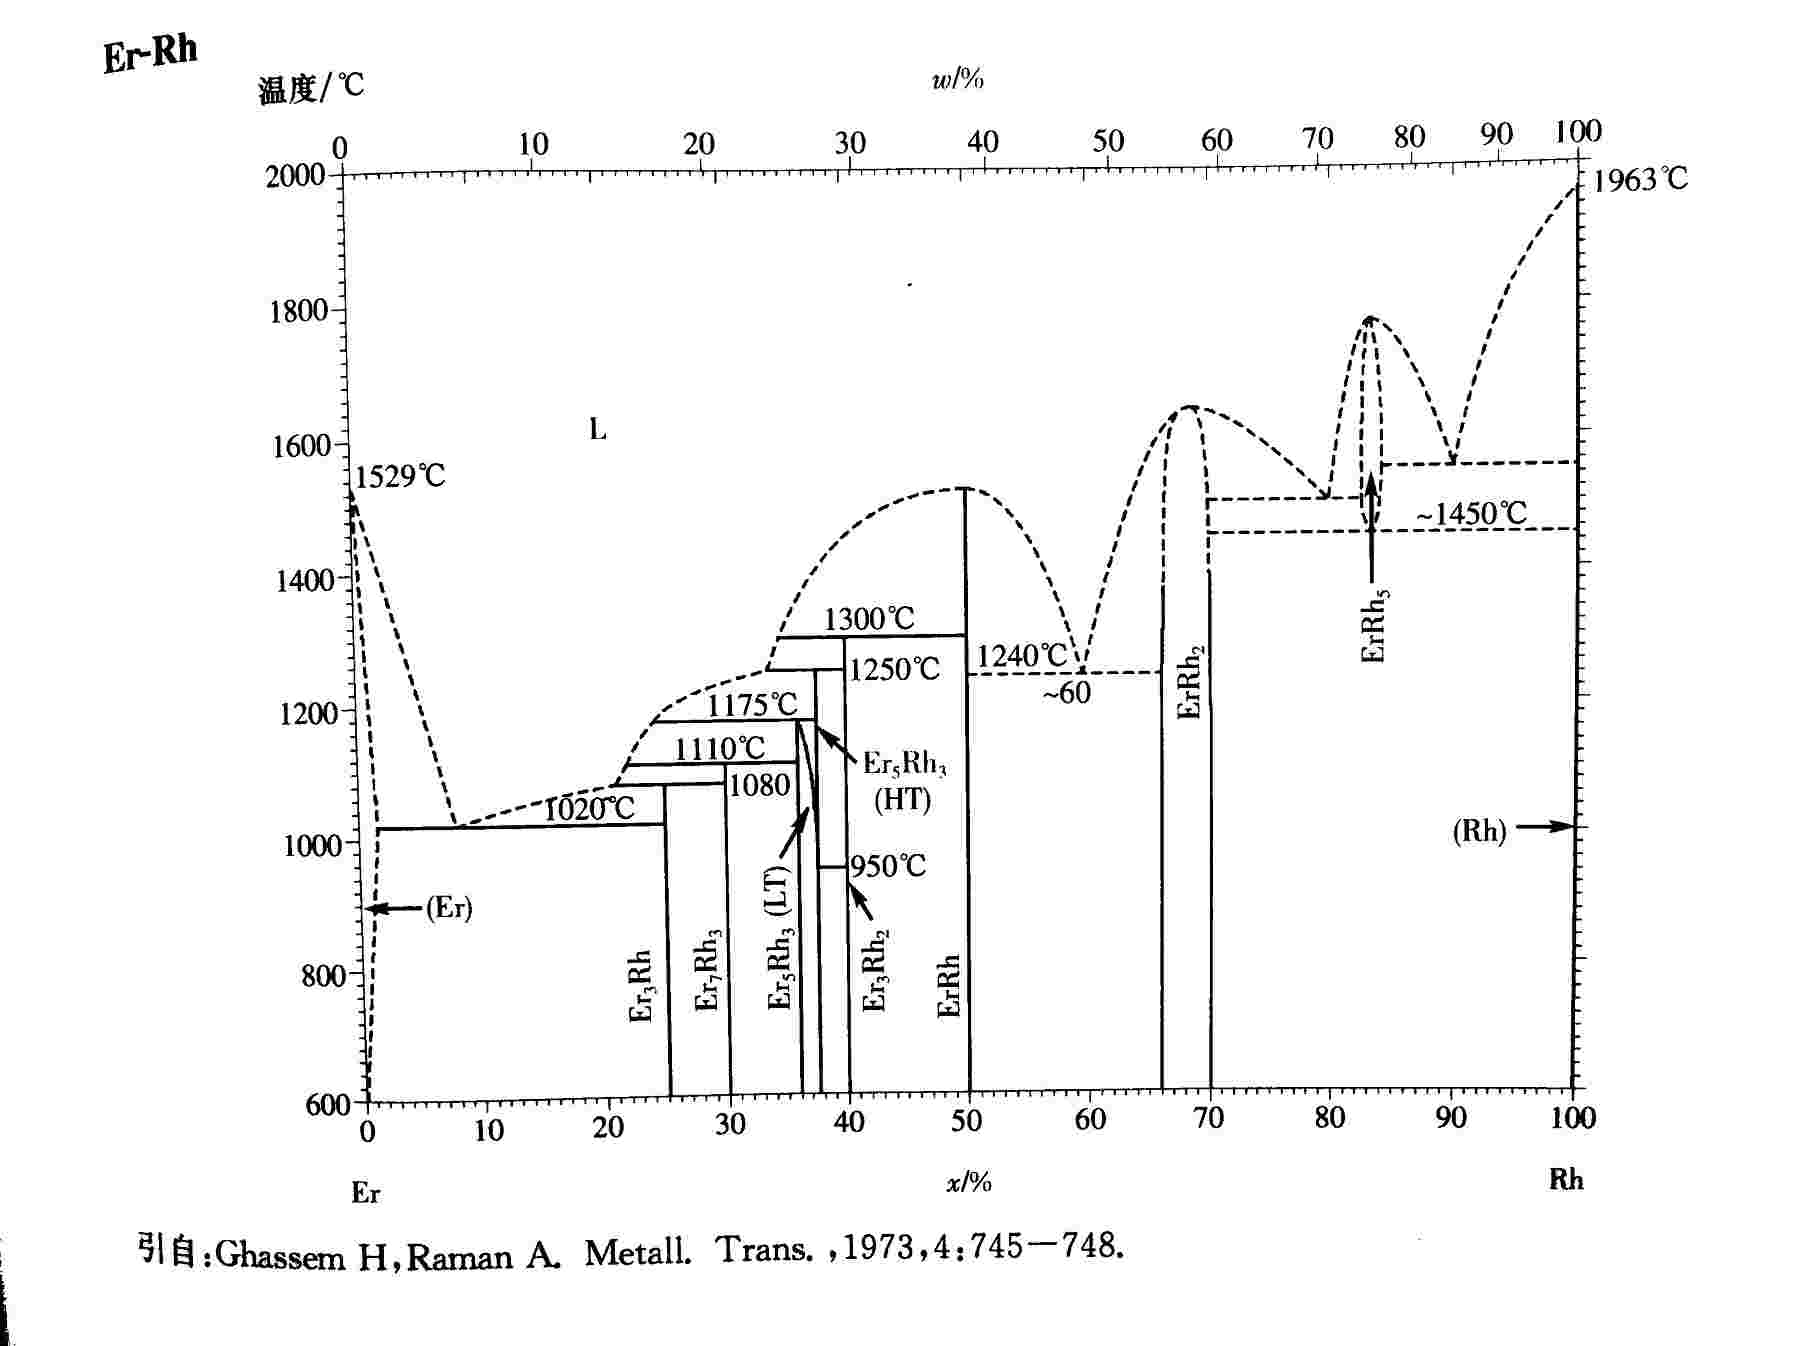 Er-Rh
温度/℃
w/%
0 10 20 30 40 50 60 70 80 90 100
2000
1963℃
1800
L
1600
1529℃
~1450℃
1400
ErRh₅
1300℃
1250℃
1240℃
~60
ErRh₂
1200
1175℃
1110℃
Er₅Rh₃
(HT)
1080
1020℃
1000
(Rh)
950℃
(Er)
Er₃Rh
Er₇Rh₃
Er₅Rh₃ (LT)
Er₃Rh₂
ErRh
800
600
0 10 20 30 40 50 60 70 80 90 100
Er
x/%
Rh
引自:Ghassem H,Raman A. Metall. Trans. ,1973,4:745—748.